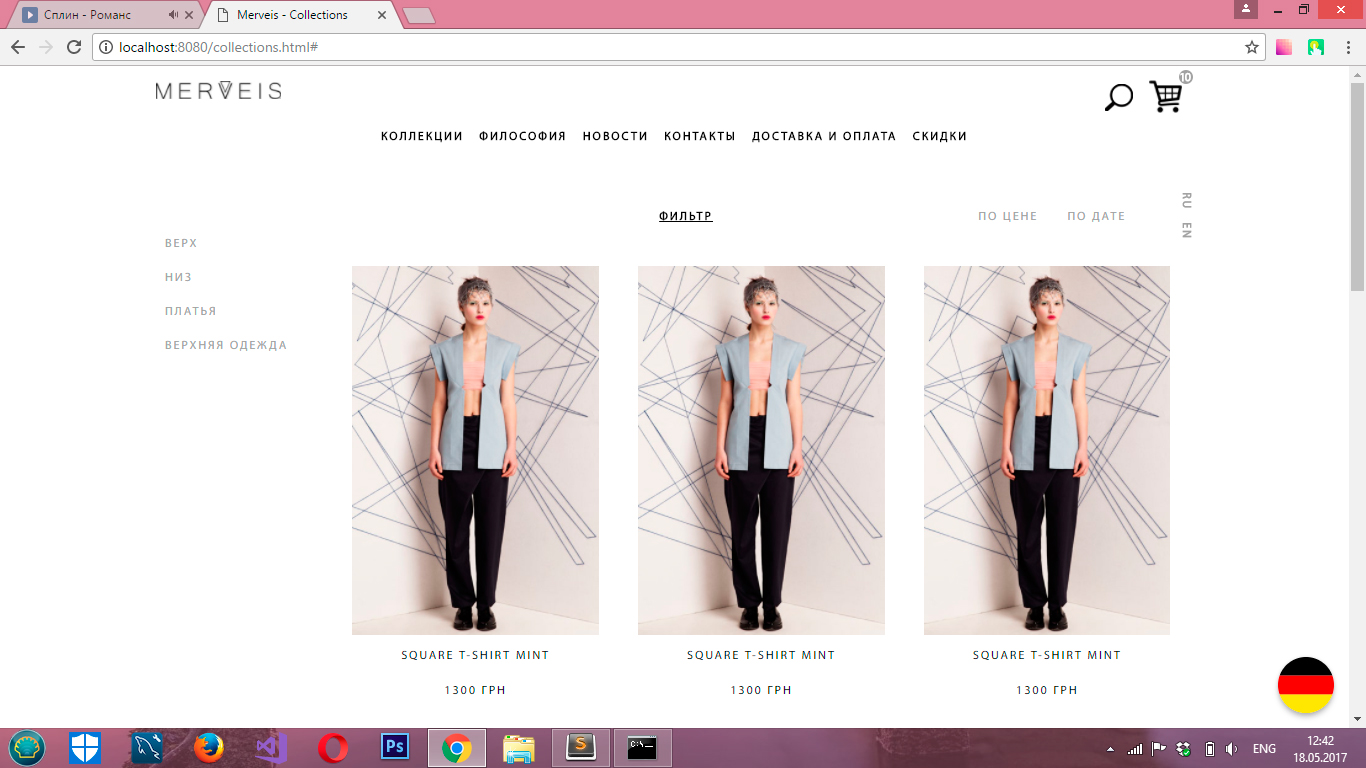 Сплин - Романс
Merveis - Collections
localhost:8080/collections.html#
MERVEIS
10
КОЛЛЕКЦИИ ФИЛОСОФИЯ НОВОСТИ КОНТАКТЫ ДОСТАВКА И ОПЛАТА СКИДКИ
RU EN
ФИЛЬТР
ПО ЦЕНЕ ПО ДАТЕ
ВЕРХ
НИЗ
ПЛАТЬЯ
ВЕРХНЯЯ ОДЕЖДА
SQUARE T-SHIRT MINT SQUARE T-SHIRT MINT SQUARE T-SHIRT MINT
1300 ГРН 1300 ГРН 1300 ГРН
Ps
S
C:\._
ENG
12:42
18.05.2017